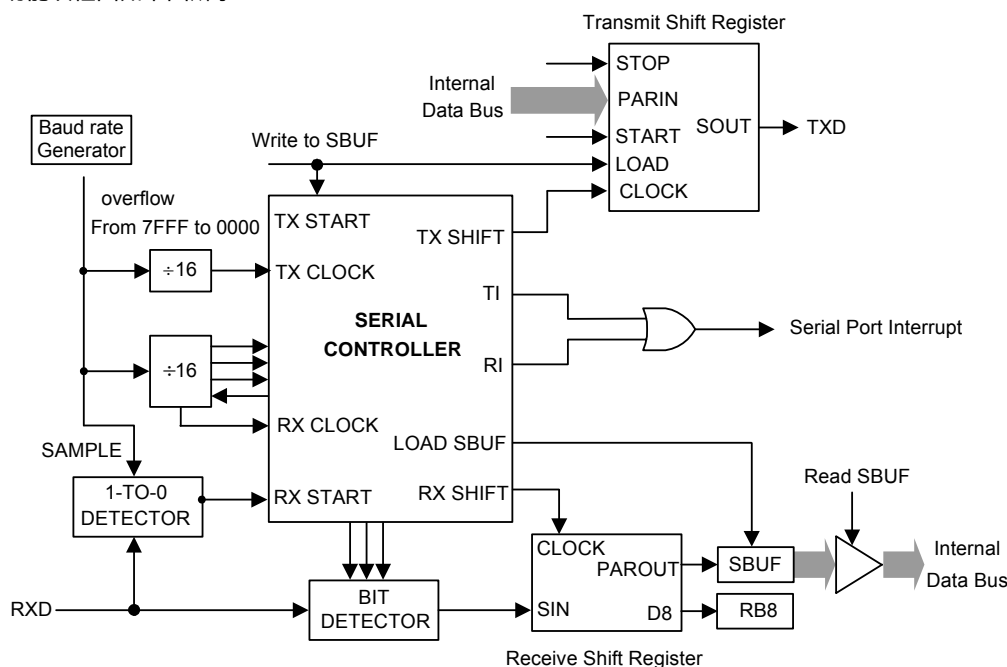 Transmit Shift Register
STOP
Internal
Data Bus
PARIN
START
SOUT
TXD
LOAD
CLOCK
Baud rate
Generator
Write to SBUF
overflow
From 7FFF to 0000
TX START
TX SHIFT
÷16
TX CLOCK
TI
SERIAL
CONTROLLER
Serial Port Interrupt
RI
÷16
RX CLOCK
LOAD SBUF
SAMPLE
1-TO-0
DETECTOR
RX START
RX SHIFT
Read SBUF
CLOCK
PAROUT
SBUF
Internal
Data Bus
RXD
BIT
DETECTOR
SIN
D8
RB8
Receive Shift Register